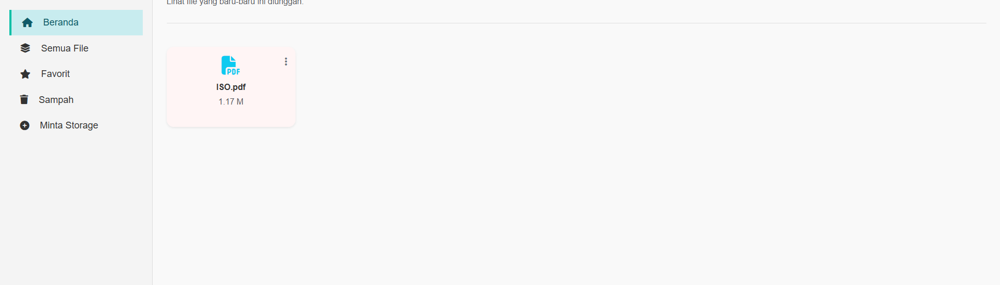 Lihat file yang baru-baru ini diunggah.
Beranda
Semua File
Favorit
Sampah
Minta Storage
PDF
ISO.pdf
1.17 M